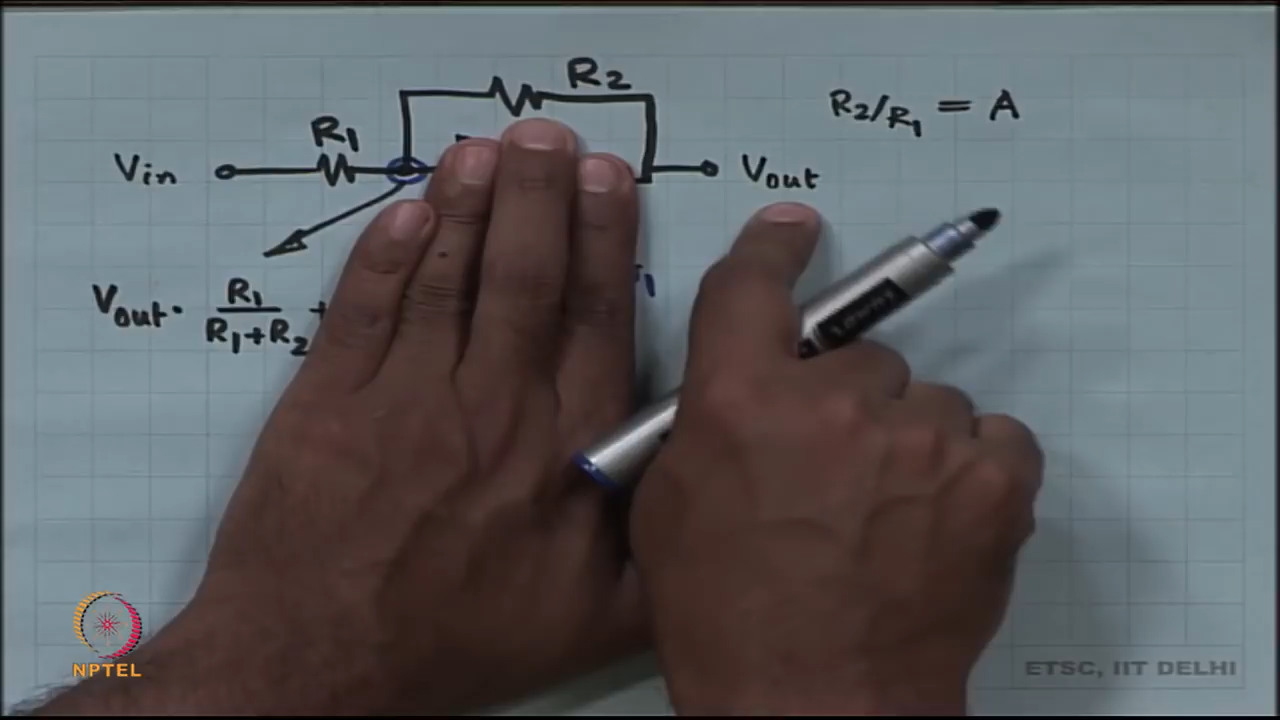 R2
R1
R2/R1 = A
Vin
Vout
Vout · R1/R1+R2 +
NPTEL
ETSC, IIT DELHI